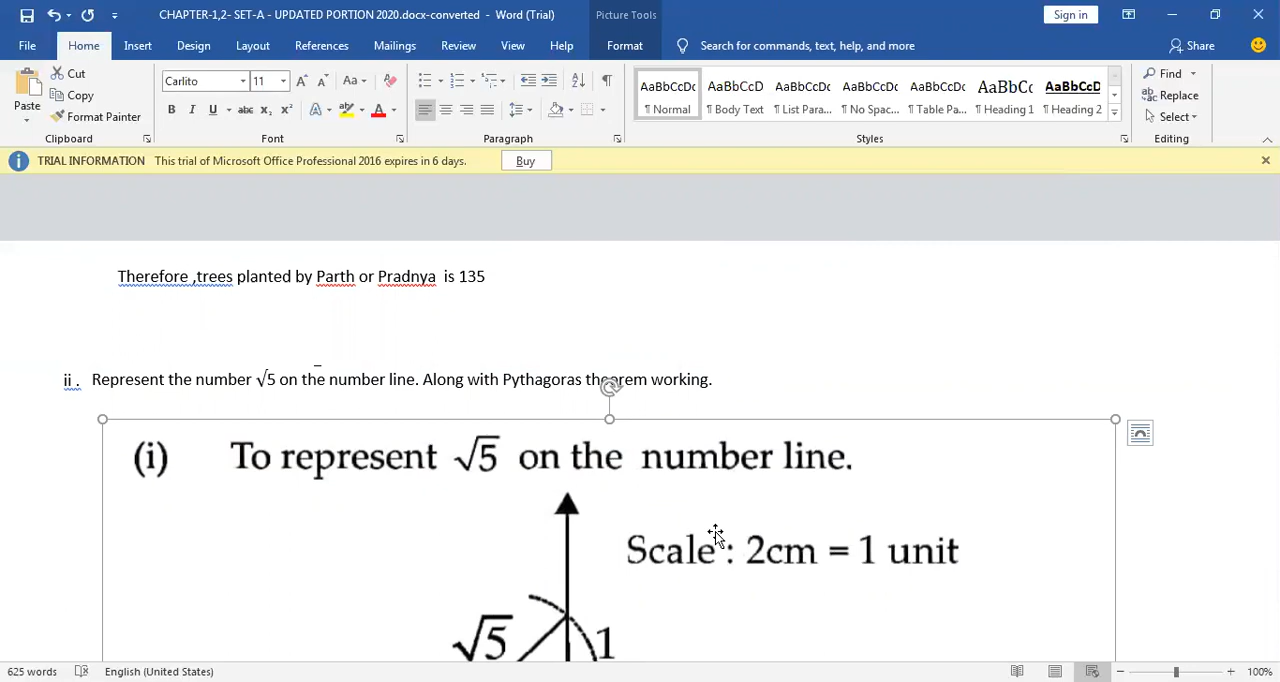 CHAPTER-1,2- SET-A - UPDATED PORTION 2020.docx-converted - Word (Trial)
Picture Tools
Sign in
File Home Insert Design Layout References Mailings Review View Help Format Search for commands, text, help, and more Share
Paste
Cut
Copy
Format Painter
Carlito 11
Aa
B I U abc x₂ x² A A
AaBbCcDc AaBbCcD AaBbCcDc AaBbCcDc AaBbCcDc AaBbCc AaBbCcD
¶ Normal ¶ Body Text ¶ List Para... ¶ No Spac... ¶ Table Pa... ¶ Heading 1 ¶ Heading 2
Find
Replace
Select
Clipboard Font Paragraph Styles Editing
TRIAL INFORMATION This trial of Microsoft Office Professional 2016 expires in 6 days. Buy
Therefore ,trees planted by Parth or Pradnya is 135
ii . Represent the number √5 on the number line. Along with Pythagoras theorem working.
(i) To represent √5 on the number line.
Scale : 2cm = 1 unit
√5 1
625 words English (United States) 100%